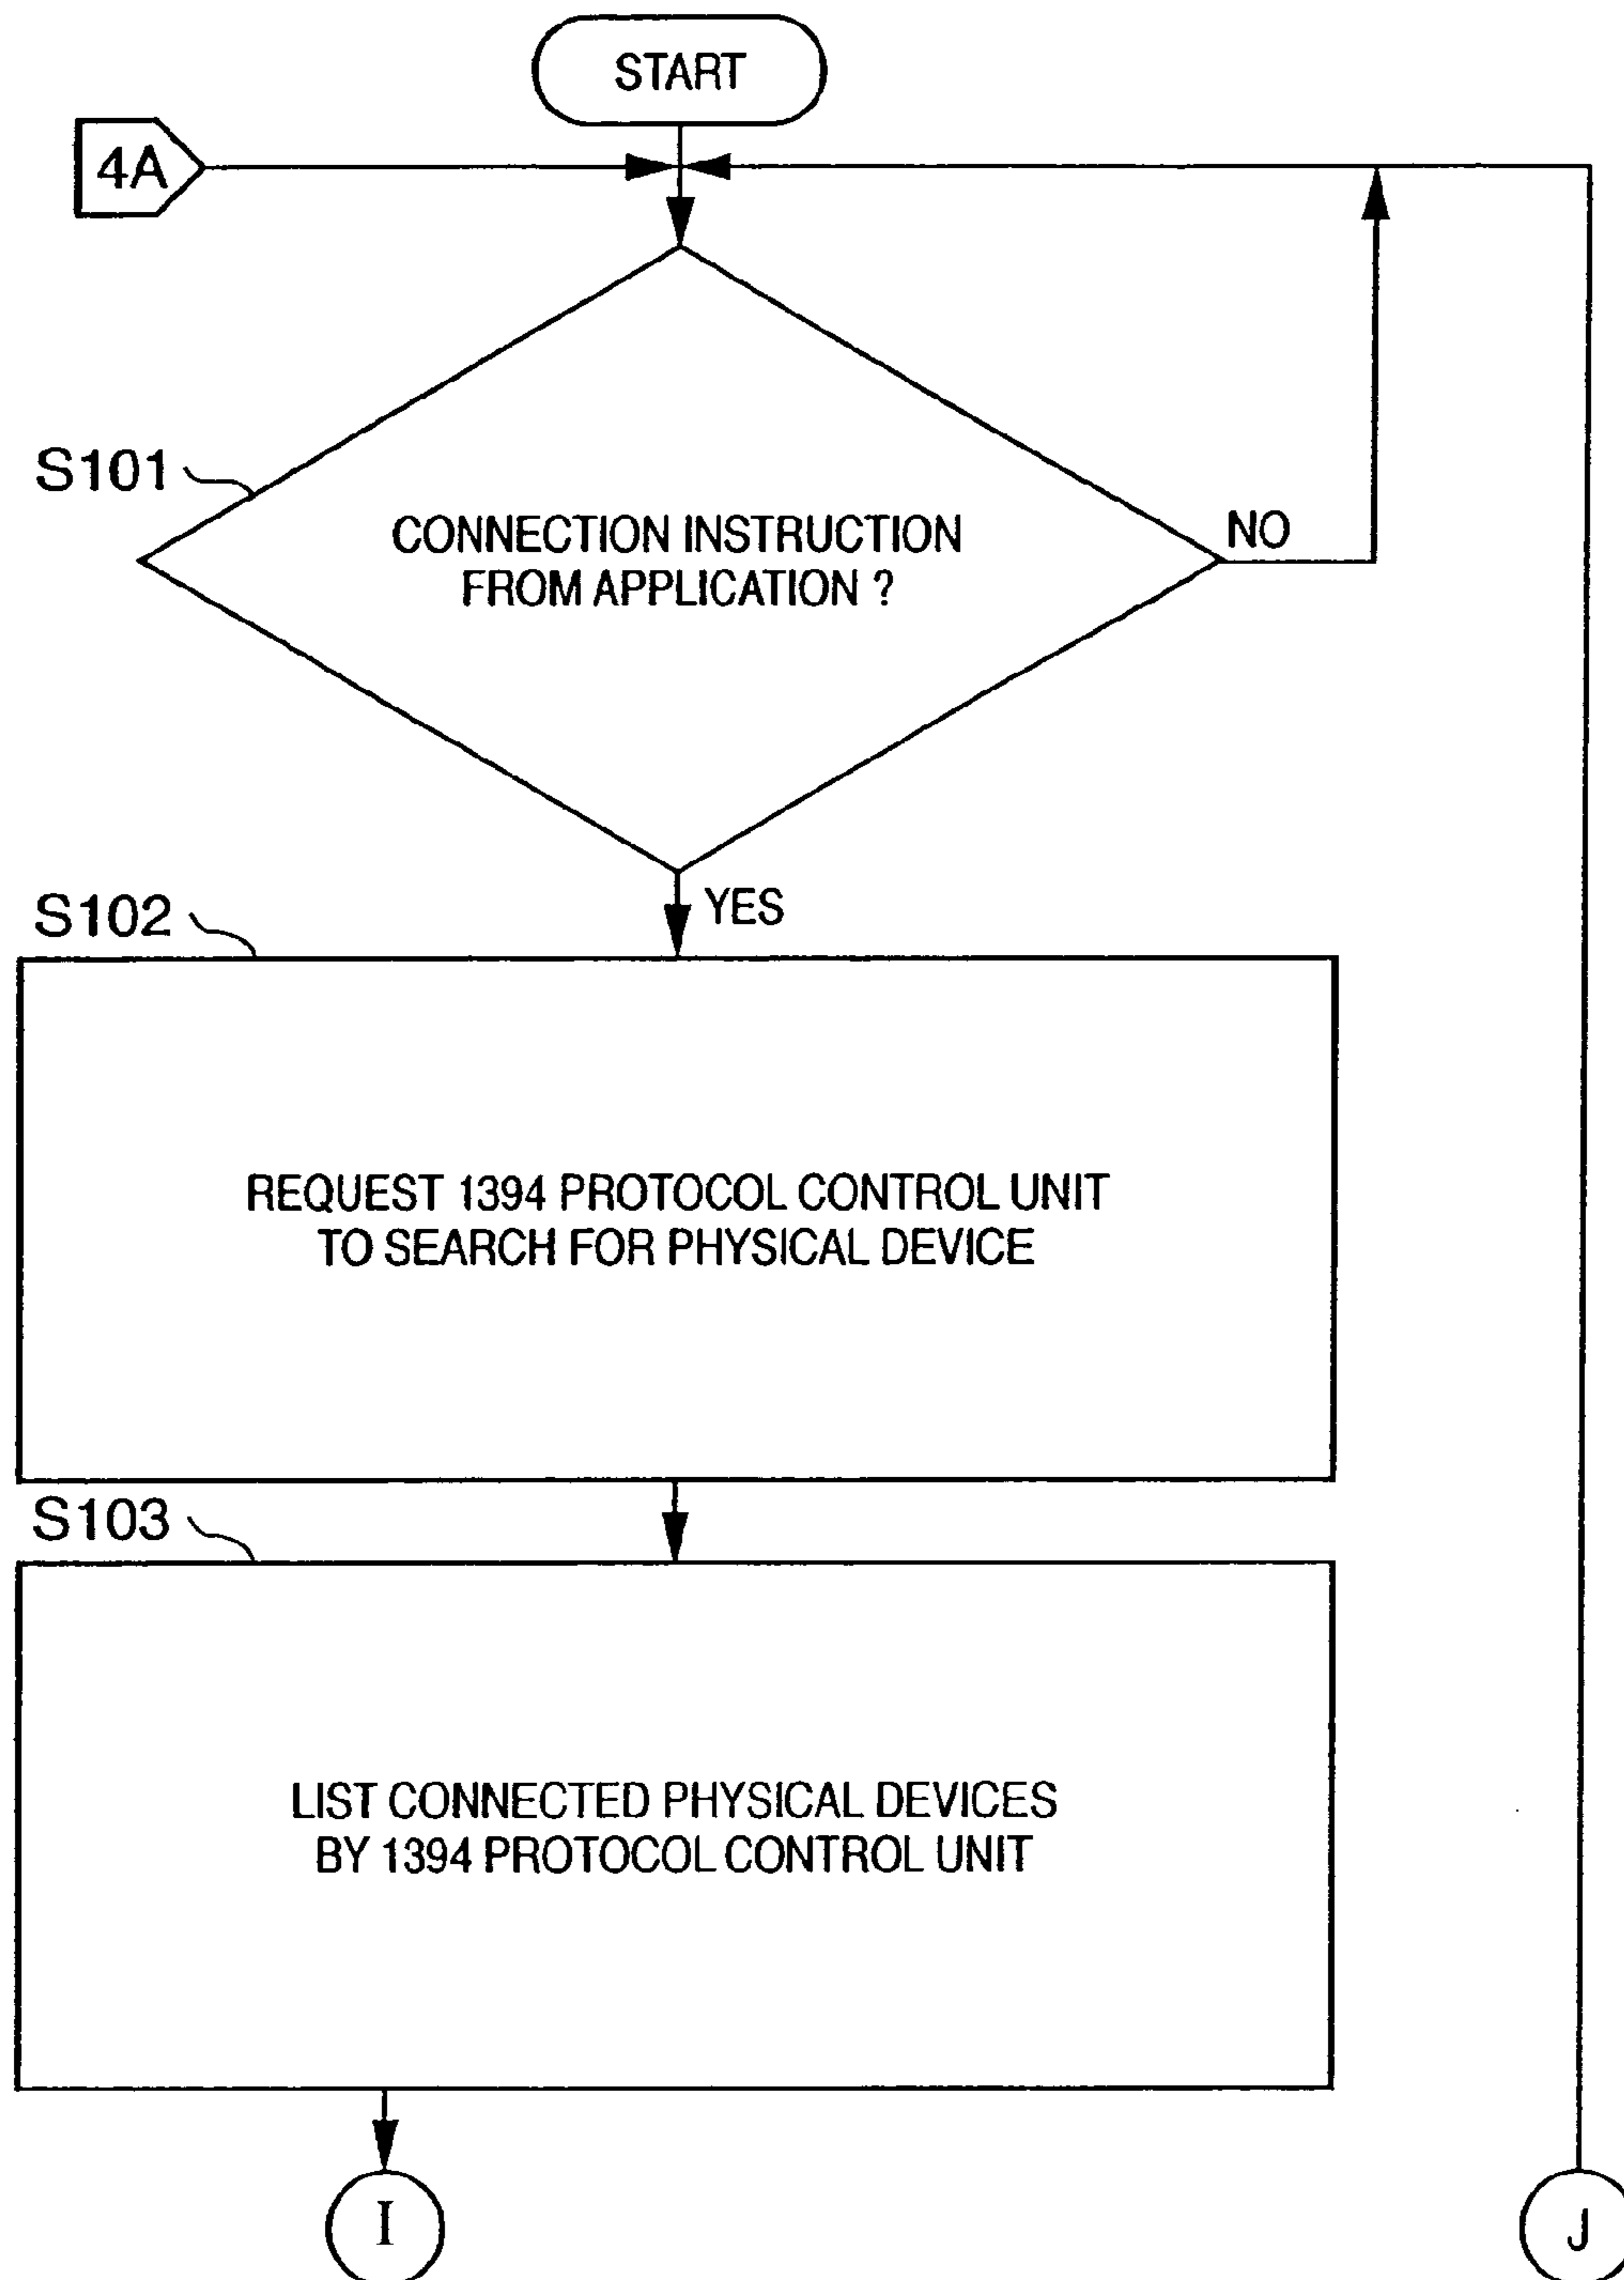 START
4A
S101
CONNECTION INSTRUCTION
FROM APPLICATION ?
NO
YES
S102
REQUEST 1394 PROTOCOL CONTROL UNIT
TO SEARCH FOR PHYSICAL DEVICE
S103
LIST CONNECTED PHYSICAL DEVICES
BY 1394 PROTOCOL CONTROL UNIT
I
J